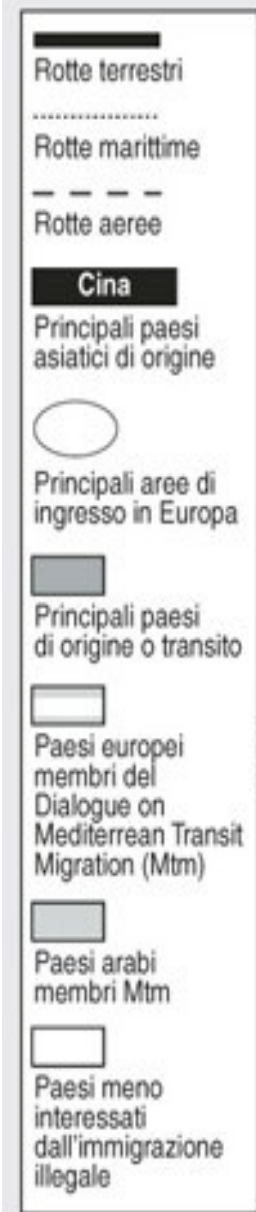 Rotte terrestri
Rotte marittime
Rotte aeree
Cina
Principali paesi
asiatici di origine
Principali aree di
ingresso in Europa
Principali paesi
di origine o transito
Paesi europei
membri del
Dialogue on
Mediterrean Transit
Migration (Mtm)
Paesi arabi
membri Mtm
Paesi meno
interessati
dall'immigrazione
illegale